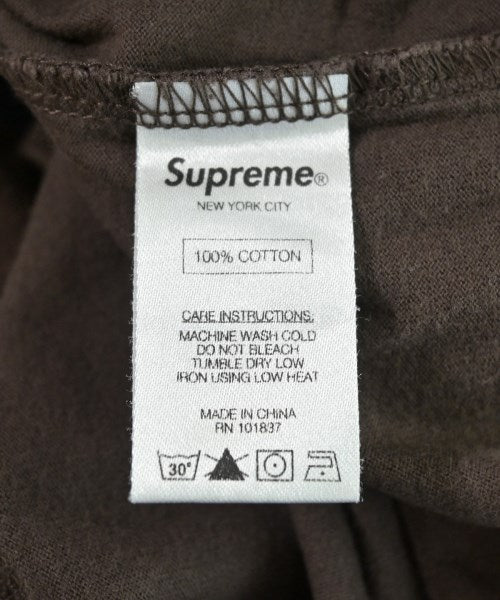 Supreme®
NEW YORK CITY
100% COTTON
CARE INSTRUCTIONS:
MACHINE WASH COLD
DO NOT BLEACH
TUMBLE DRY LOW
IRON USING LOW HEAT
MADE IN CHINA
RN 101837
30°